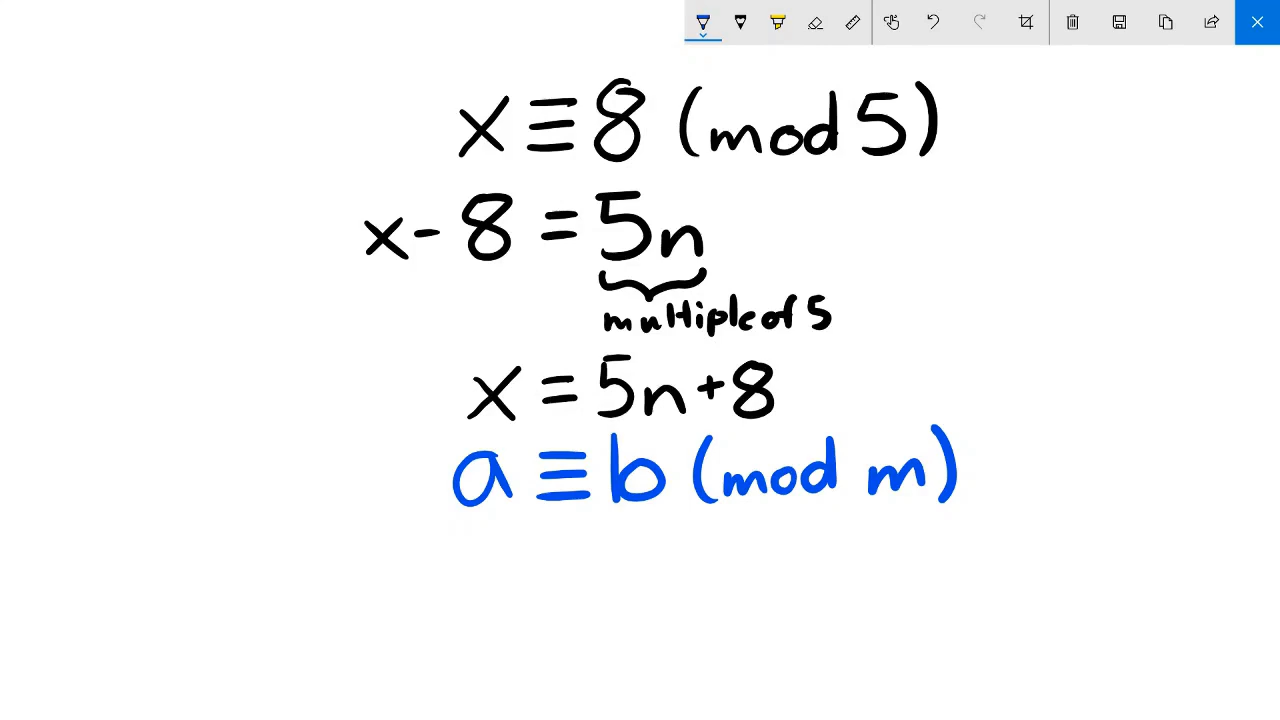 x ≡ 8 (mod 5)
x - 8 = 5n
multiple of 5
x = 5n + 8
a ≡ b (mod m)